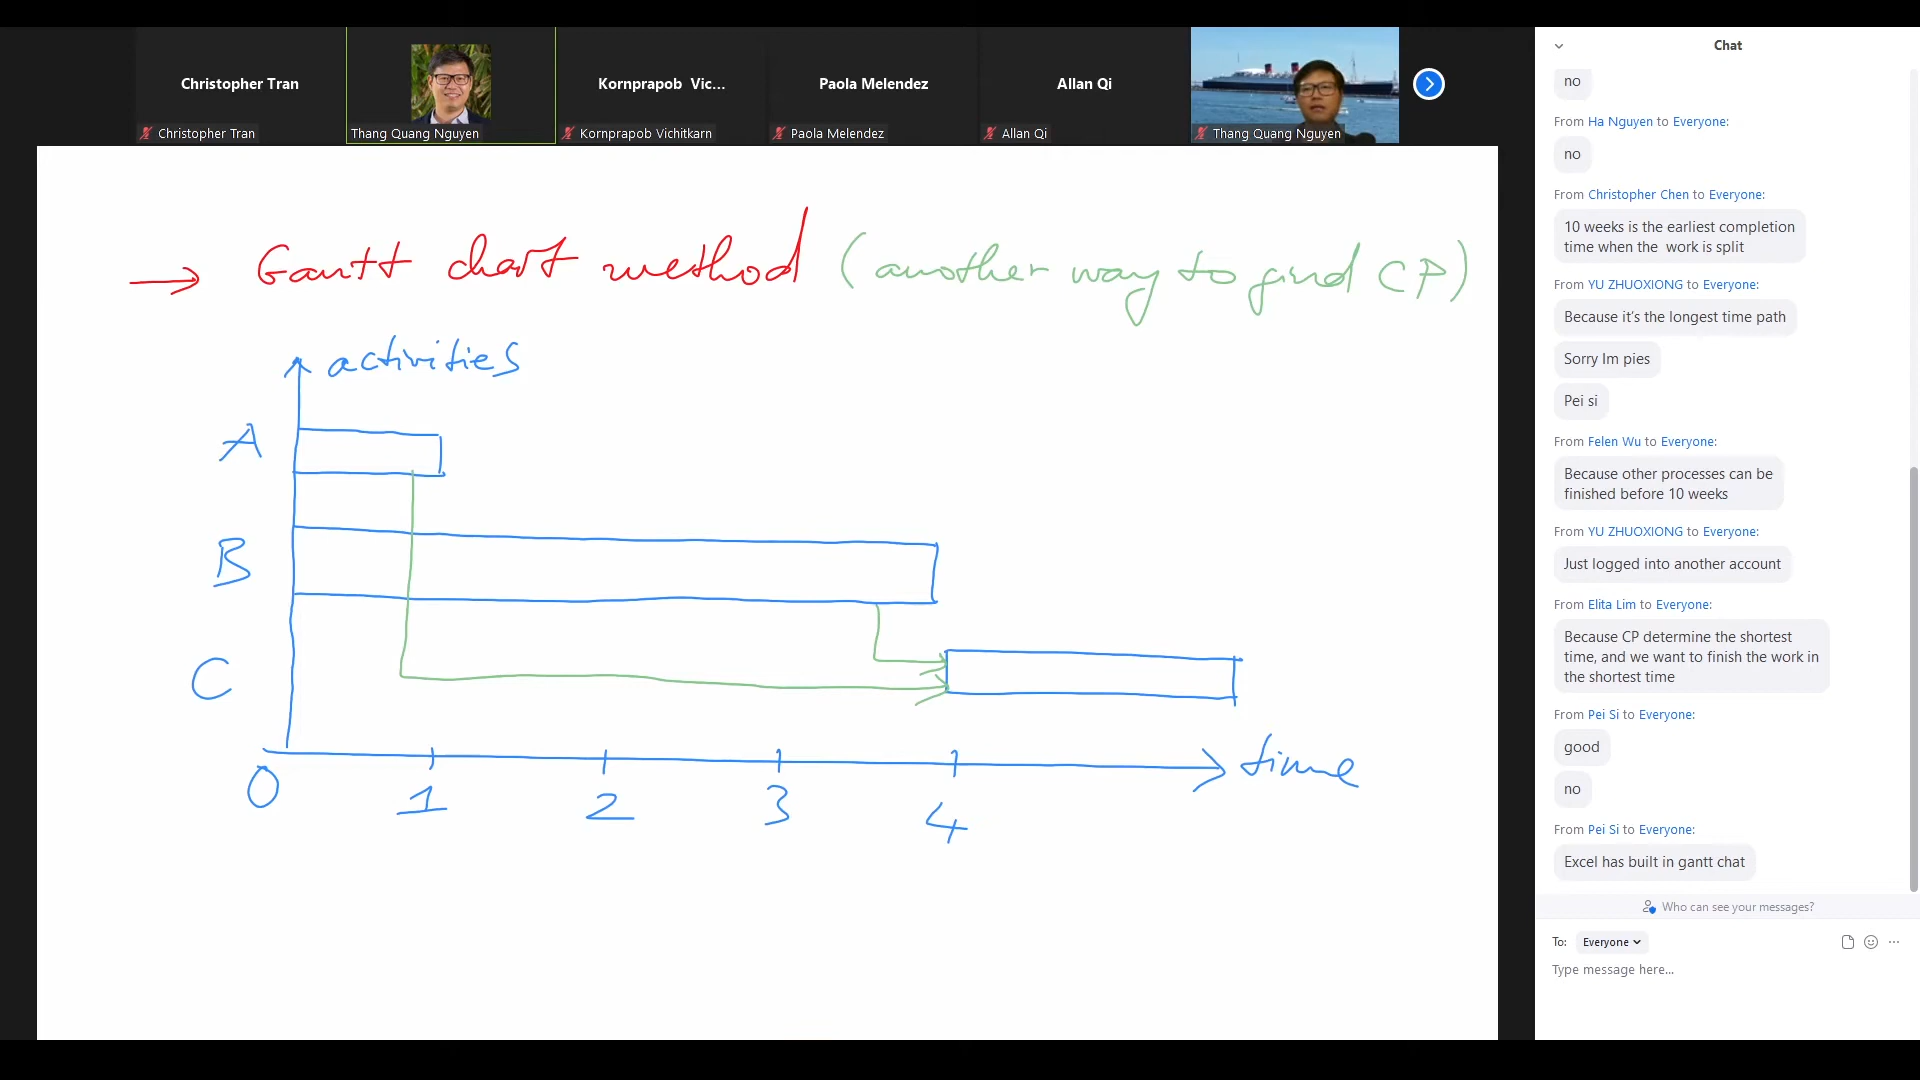 Christopher Tran
Kornprapob Vic...
Paola Melendez
Allan Qi
Christopher Tran
Thang Quang Nguyen
Kornprapob Vichitkarn
Paola Melendez
Allan Qi
Thang Quang Nguyen
→ Gantt chart method (another way to find CP)
activities
A
B
C
time
0 1 2 3 4
Chat
no
From Ha Nguyen to Everyone:
no
From Christopher Chen to Everyone:
10 weeks is the earliest completion
time when the work is split
From YU ZHUOXIONG to Everyone:
Because it's the longest time path
Sorry Im pies
Pei si
From Felen Wu to Everyone:
Because other processes can be
finished before 10 weeks
From YU ZHUOXIONG to Everyone:
Just logged into another account
From Elita Lim to Everyone:
Because CP determine the shortest
time, and we want to finish the work in
the shortest time
From Pei Si to Everyone:
good
no
From Pei Si to Everyone:
Excel has built in gantt chat
Who can see your messages?
To: Everyone
Type message here...